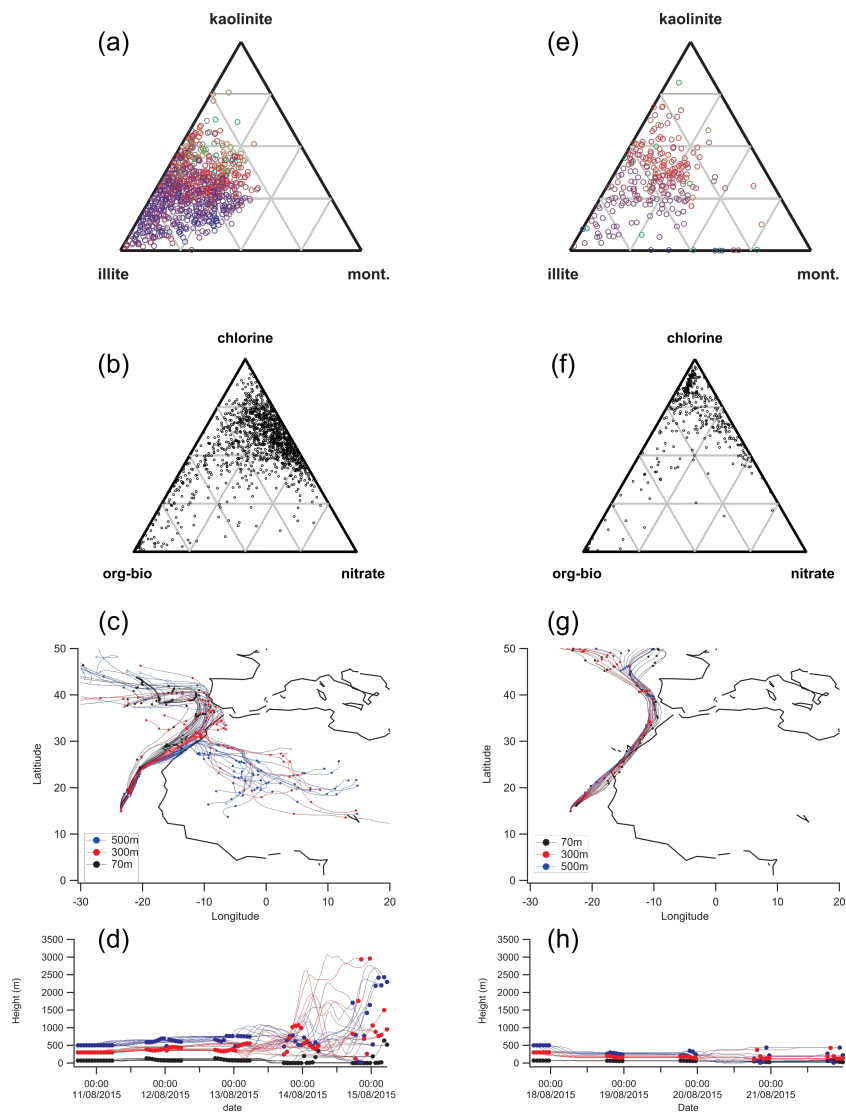 kaolinite
(a)
illite
mont.
chlorine
(b)
org-bio
nitrate
(c)
50
40
30
20
10
0
Latitiude
500m
300m
70m
-30
-20
-10
0
10
20
Longitude
(d)
3500
3000
2500
2000
1500
1000
500
0
Height (m)
00:00 00:00 00:00 00:00 00:00
11/08/2015 12/08/2015 13/08/2015 14/08/2015 15/08/2015
date
kaolinite
(e)
illite
mont.
chlorine
(f)
org-bio
nitrate
(g)
50
40
30
20
10
0
Latitiude
70m
300m
500m
-30
-20
-10
0
10
20
Longitude
(h)
3500
3000
2500
2000
1500
1000
500
0
Height (m)
00:00 00:00 00:00 00:00
18/08/2015 19/08/2015 20/08/2015 21/08/2015
Date